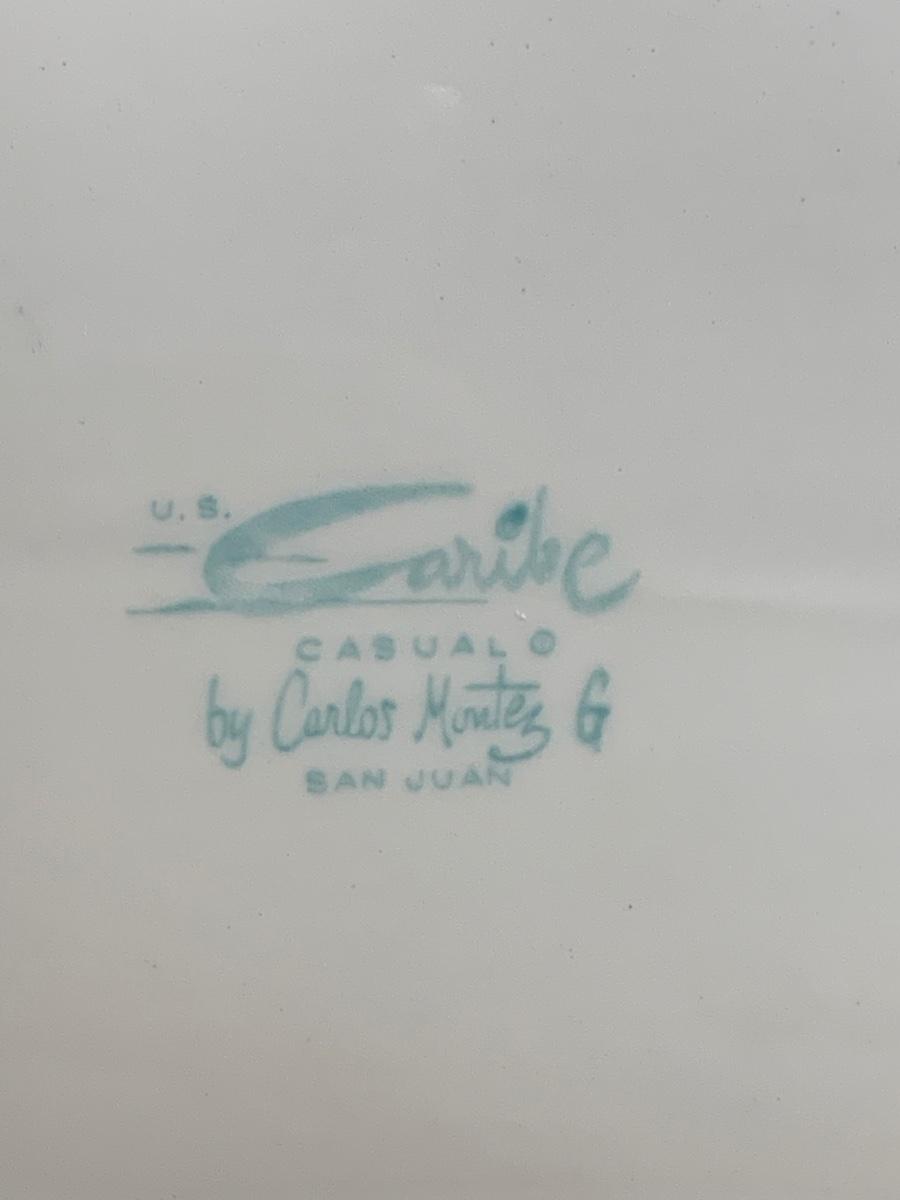 U.S.
Caribe
CASUAL ©
by Carlos Montez G
SAN JUAN